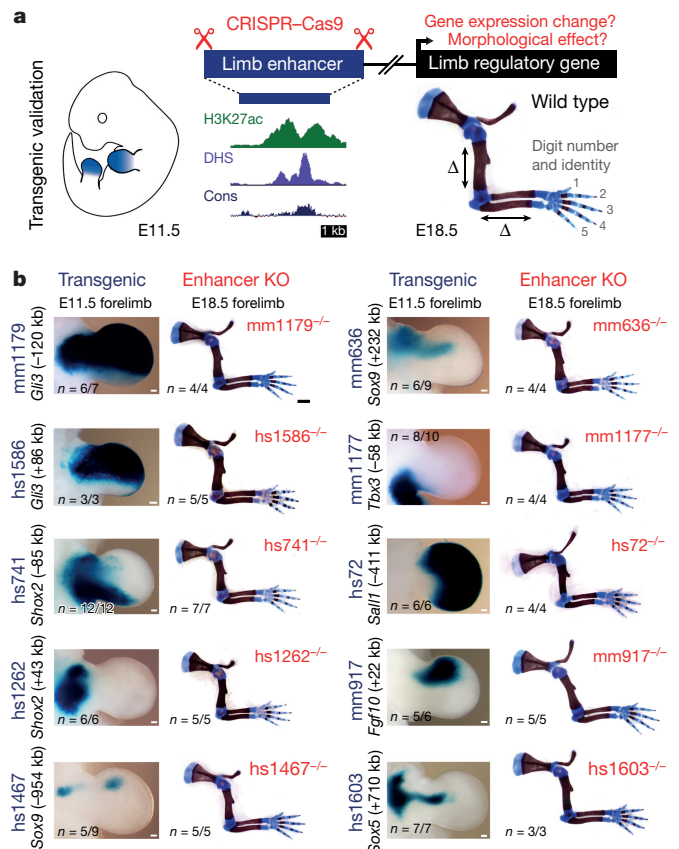 a
CRISPR–Cas9
Gene expression change?
Morphological effect?
Limb enhancer
Limb regulatory gene
Transgenic validation
H3K27ac
DHS
Cons
1 kb
E11.5
Wild type
Digit number
and identity
Δ
Δ
E18.5
1
2
3
4
5
b
Transgenic
E11.5 forelimb
Enhancer KO
E18.5 forelimb
mm1179
Gli3 (−120 kb)
n = 6/7
mm1179−/−
n = 4/4
hs1586
Gli3 (+86 kb)
n = 3/3
hs1586−/−
n = 5/5
hs741
Shox2 (−85 kb)
n = 12/12
hs741−/−
n = 7/7
hs1262
Shox2 (+43 kb)
n = 6/6
hs1262−/−
n = 5/5
hs1467
Sox9 (−954 kb)
n = 5/9
hs1467−/−
n = 5/5
Transgenic
E11.5 forelimb
Enhancer KO
E18.5 forelimb
mm636
Sox9 (+232 kb)
n = 6/9
mm636−/−
n = 4/4
mm1177
Tbx3 (−58 kb)
n = 8/10
mm1177−/−
n = 4/4
hs72
Sall1 (−411 kb)
n = 6/6
hs72−/−
n = 4/4
mm917
Fgf10 (+22 kb)
n = 5/6
mm917−/−
n = 5/5
hs1603
Sox5 (+710 kb)
n = 7/7
hs1603−/−
n = 3/3